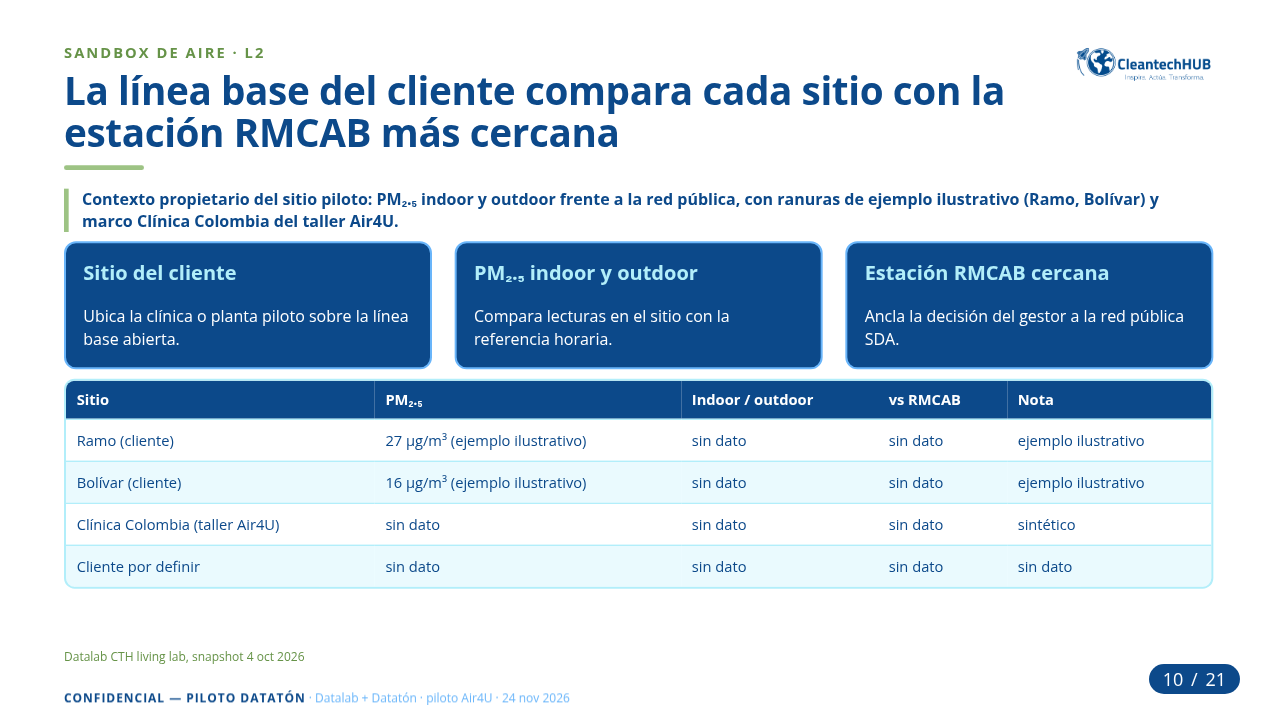 SANDBOX DE AIRE · L2
La línea base del cliente compara cada sitio con la
estación RMCAB más cercana
CleantechHUB
Inspira. Actúa. Transforma.
Contexto propietario del sitio piloto: PM₂.₅ indoor y outdoor frente a la red pública, con ranuras de ejemplo ilustrativo (Ramo, Bolívar) y
marco Clínica Colombia del taller Air4U.
Sitio del cliente
Ubica la clínica o planta piloto sobre la línea
base abierta.
PM₂.₅ indoor y outdoor
Compara lecturas en el sitio con la
referencia horaria.
Estación RMCAB cercana
Ancla la decisión del gestor a la red pública
SDA.
Sitio PM₂.₅ Indoor / outdoor vs RMCAB Nota
Ramo (cliente) 27 µg/m³ (ejemplo ilustrativo) sin dato sin dato ejemplo ilustrativo
Bolívar (cliente) 16 µg/m³ (ejemplo ilustrativo) sin dato sin dato ejemplo ilustrativo
Clínica Colombia (taller Air4U) sin dato sin dato sin dato sintético
Cliente por definir sin dato sin dato sin dato sin dato
Datalab CTH living lab, snapshot 4 oct 2026
CONFIDENCIAL — PILOTO DATATÓN · Datalab + Datatón · piloto Air4U · 24 nov 2026
10 / 21